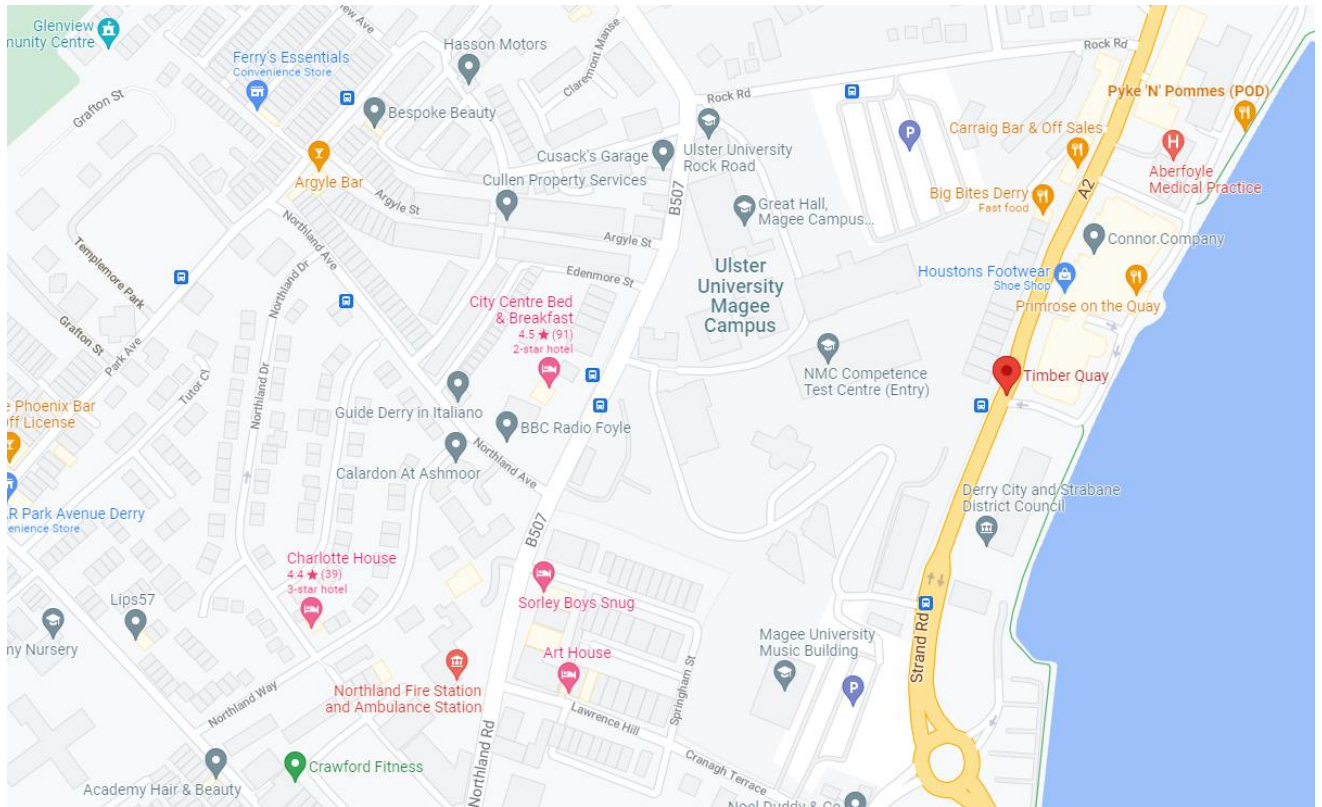 Glenview
munity Centre
Ferry's Essentials
Convenience Store
Hasson Motors
Claremont Manse
view Ave
Rock Rd
Rock Rd
Pyke 'N' Pommes (POD)
Grafton St
Bespoke Beauty
Carraig Bar & Off Sales
Aberfoyle
Medical Practice
Cusack's Garage
Ulster University
Rock Road
Argyle Bar
Cullen Property Services
B507
P
A2
Big Bites Derry
Fast food
Argyle St
Great Hall,
Magee Campus...
Northland Ave
Argyle St
Connor.Company
Templemore Park
Northland Dr
Edenmore St
Ulster
University
Magee
Campus
Houstons Footwear
Shoe Shop
Primrose on the Quay
City Centre Bed
& Breakfast
4.5 ★ (91)
2-star hotel
Grafton St
Park Ave
Tutor Cl
Northland Dr
NMC Competence
Test Centre (Entry)
Timber Quay
e Phoenix Bar
ff License
Guide Derry in Italiano
BBC Radio Foyle
Calardon At Ashmoor
Northland Ave
AR Park Avenue Derry
venience Store
B507
Derry City and Strabane
District Council
Charlotte House
4.4 ★ (39)
3-star hotel
Lips57
Sorley Boys Snug
Strand Rd
my Nursery
Magee University
Music Building
Art House
Springham St
P
Northland Fire Station
and Ambulance Station
Northland Way
Lawrence Hill
Northland Rd
Cranagh Terrace
Crawford Fitness
Academy Hair & Beauty
Noel Duddy & Co
H